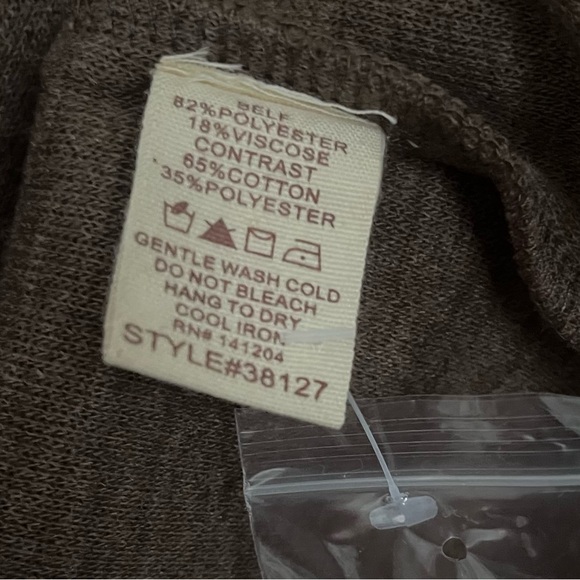 SELF
82%POLYESTER
18%VISCOSE
CONTRAST
65%COTTON
35%POLYESTER
GENTLE WASH COLD
DO NOT BLEACH
HANG TO DRY
COOL IRON
RN# 141204
STYLE#38127